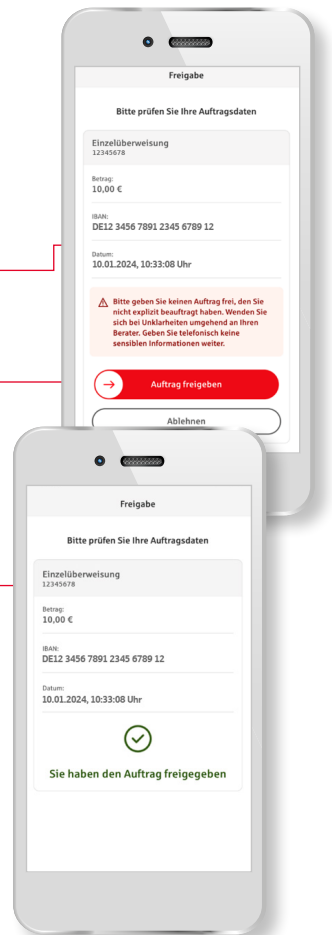 Freigabe
Bitte prüfen Sie Ihre Auftragsdaten
Einzelüberweisung
12345678
Betrag:
10,00 €
IBAN:
DE12 3456 7891 2345 6789 12
Datum:
10.01.2024, 10:33:08 Uhr
Bitte geben Sie keinen Auftrag frei, den Sie
nicht explizit beauftragt haben. Wenden Sie
sich bei Unklarheiten umgehend an Ihren
Berater. Geben Sie telefonisch keine
sensiblen Informationen weiter.
Auftrag freigeben
Ablehnen
Freigabe
Bitte prüfen Sie Ihre Auftragsdaten
Einzelüberweisung
12345678
Betrag:
10,00 €
IBAN:
DE12 3456 7891 2345 6789 12
Datum:
10.01.2024, 10:33:08 Uhr
Sie haben den Auftrag freigegeben